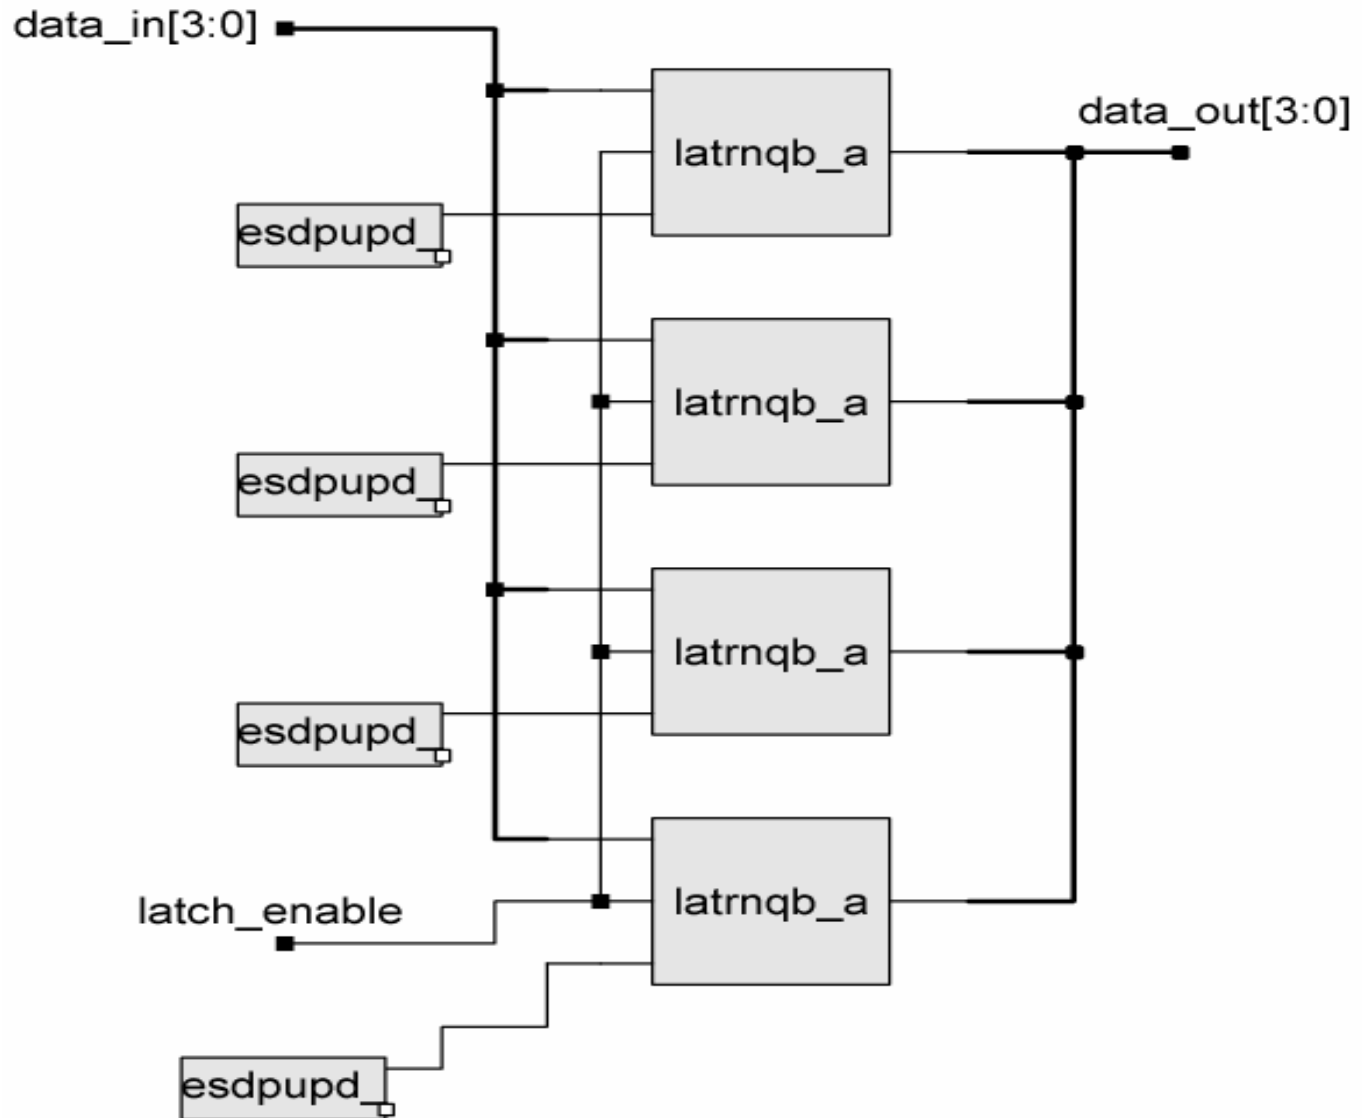 data_in[3:0]
latrnqb_a
data_out[3:0]
esdpupd_
latrnqb_a
esdpupd_
latrnqb_a
esdpupd_
latrnqb_a
latch_enable
esdpupd_